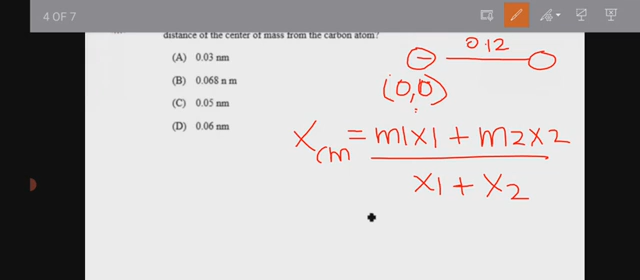 4 OF 7
distance of the center of mass from the carbon atom?
(A) 0.03 nm
(B) 0.068 n m
(C) 0.05 nm
(D) 0.06 nm
0.12
(0,0)
Xcm = m1x1 + m2x2
x1 + x2